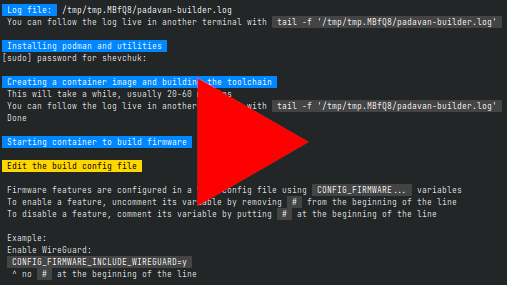 Log file: /tmp/tmp.MBfQ8/padavan-builder.log
You can follow the log live in another terminal with tail -f '/tmp/tmp.MBfQ8/padavan-builder.log'
Installing podman and utilities
[sudo] password for shevchuk:
Creating a container image and building the toolchain
This will take a while, usually 20-60
You can follow the log live in another with tail -f '/tmp/tmp.MBfQ8/padavan-builder.log'
Done
Starting container to build firmware
Edit the build config file
Firmware features are configured in a config file using CONFIG_FIRMWARE... variables
To enable a feature, uncomment its variable by removing # from the beginning of the line
To disable a feature, comment its variable by putting # at the beginning of the line
Example:
Enable WireGuard:
CONFIG_FIRMWARE_INCLUDE_WIREGUARD=y
^ no # at the beginning of the line